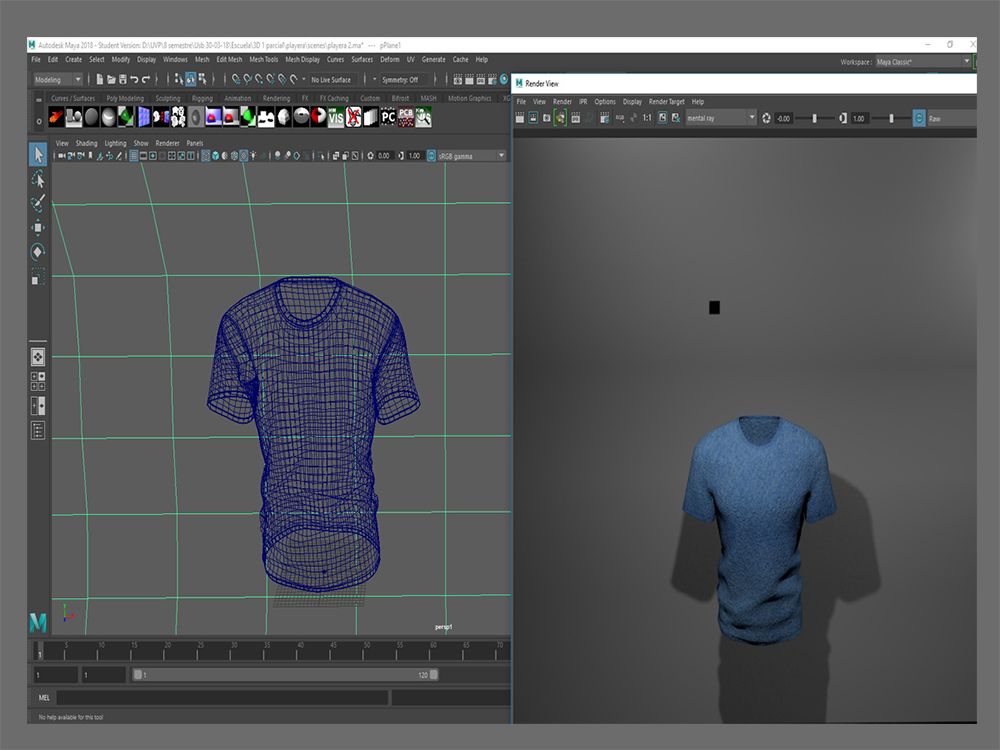 Autodesk Maya 2018 - Student Version: D:\UVP\8 semestre\Usb 30-03-18\Escuela\3D 1 parcial\playera\scenes\playera 2.ma* --- pPlane1
File Edit Create Select Modify Display Windows Mesh Edit Mesh Mesh Tools Mesh Display Curves Surfaces Deform UV Generate Cache Help
Workspace : Maya Classic*
Modeling No Live Surface Symmetry: Off
Render View
Curves / Surfaces Poly Modeling Sculpting Rigging Animation Rendering FX FX Caching Custom Bifrost MASH Motion Graphics XG
File View Render IPR Options Display Render Target Help
VIS PC PCB
RGB 1:1 mental ray -0.00 1.00 Raw
View Shading Lighting Show Renderer Panels
0.00 1.00 sRGB gamma
persp1
5 10 15 20 25 30 35 40 45 50 55 60 65 70
1
1 1 1 120
MEL
No help available for this tool